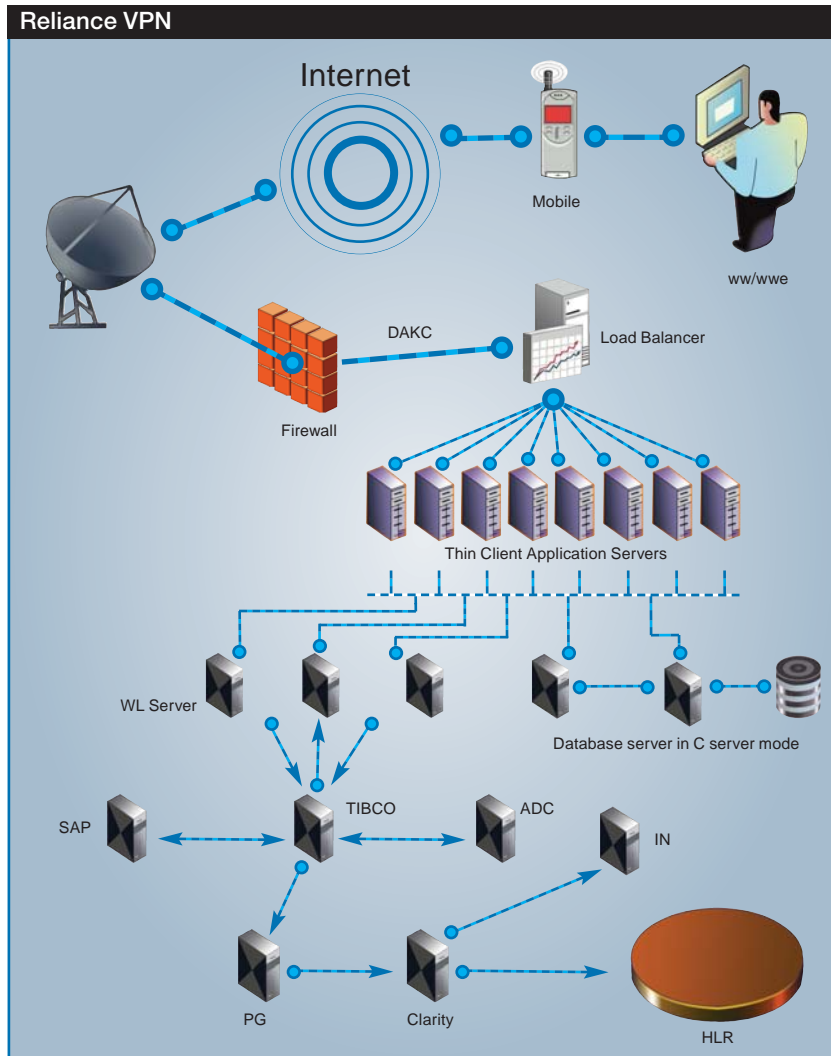 Reliance VPN
Internet
Mobile
ww/wwe
DAKC
Load Balancer
Firewall
Thin Client Application Servers
WL Server
Database server in C server mode
SAP
TIBCO
ADC
IN
PG
Clarity
HLR